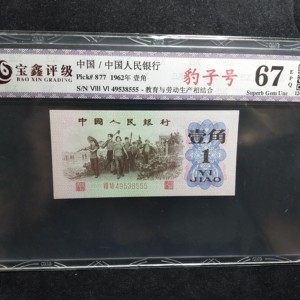 宝鑫评级
BAO XIN GRADING
中国 / 中国人民银行
Pick# 877 1962年 壹角
S/N VIII VI 49538555 - 教育与劳动生产相结合
豹子号
67
EPQ
Superb Gem Unc
中国人民银行
VIII VI 49538555
壹角
1
YI
JIAO